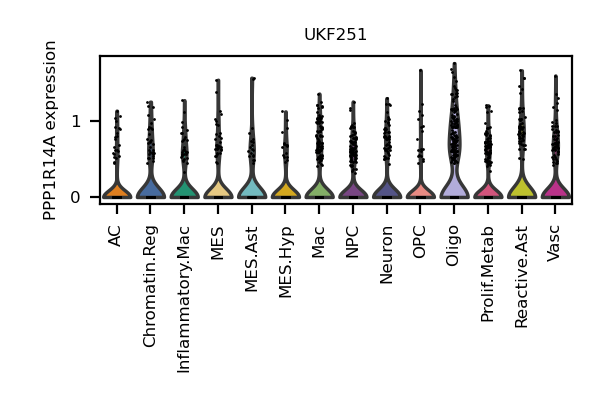 UKF251
PPP1R14A expression
1
0
AC
Chromatin.Reg
Inflammatory.Mac
MES
MES.Ast
MES.Hyp
Mac
NPC
Neuron
OPC
Oligo
Prolif.Metab
Reactive.Ast
Vasc